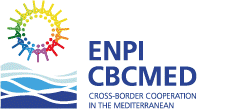 ENPI
CBCMED
CROSS-BORDER COOPERATION
IN THE MEDITERRANEAN